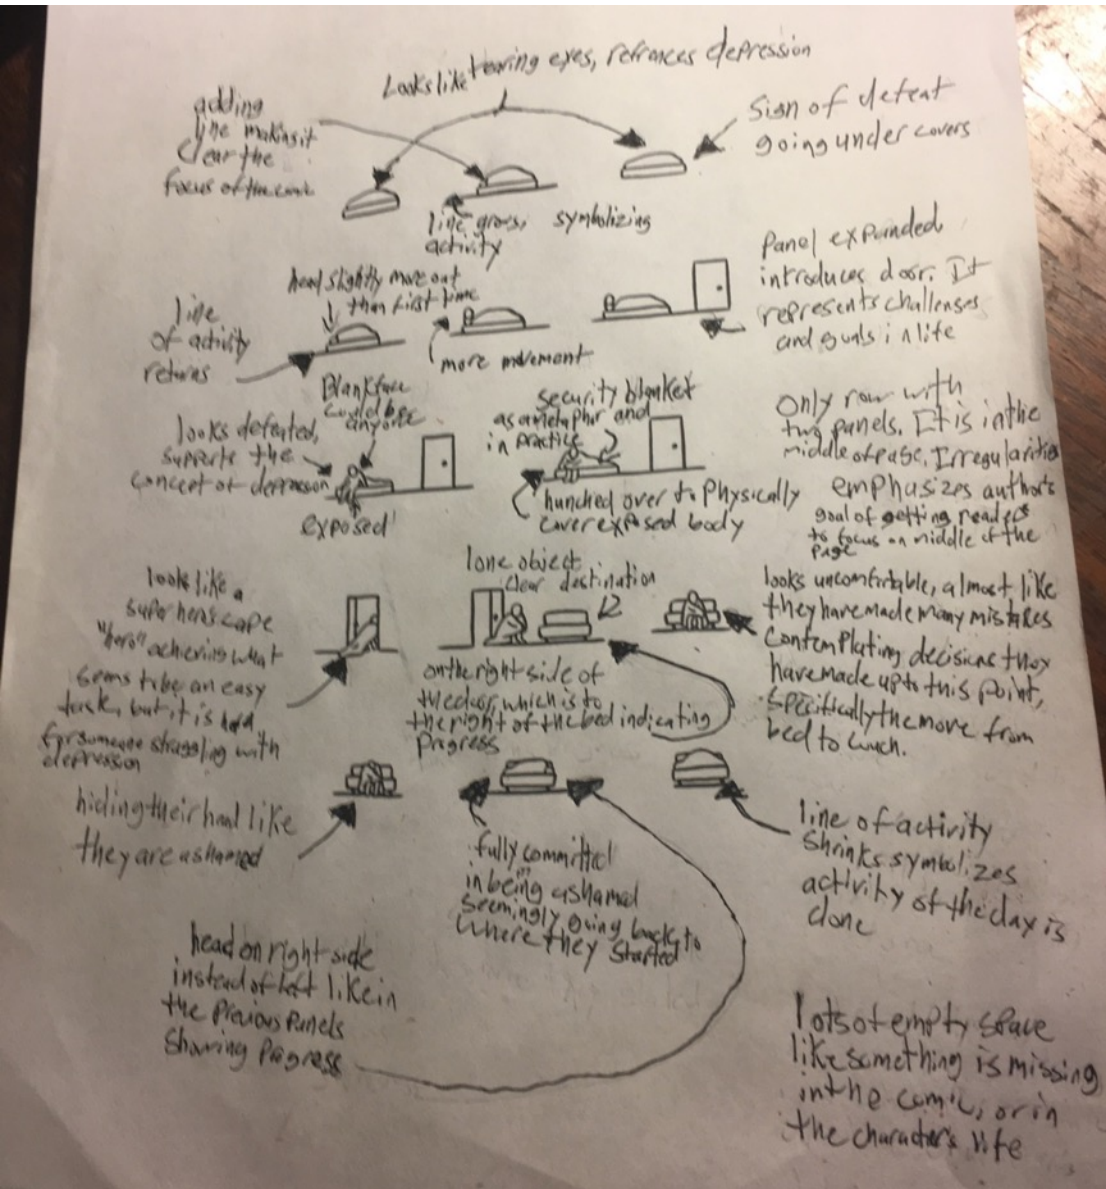 Looks like tearing eyes, refrences depression
adding
line making it
clear the
focus of the comic
Sign of defeat
going under covers
line grows, symbolizing
activity
head slightly more out
than first time
line
of activity
returns
more movement
Panel expanded
introduces door. It
represents challenges
and goals in life
Blank face
could be
anyone
looks defeated,
supports the
concept of depression
exposed
security blanket
as a metaphor and
in practice
hunched over to physically
cover exposed body
Only row with
two panels. It is in the
middle of page. Irregularities
emphasizes author's
goal of getting readers
to focus on middle of the
page
looks like a
super hero's cape
"hero" achieving what
sems to be an easy
task, but it is hard
for someone struggling with
depression
lone object
clear destination
on the right side of
the door, which is to
the right of the bed indicating
Progress
looks uncomfortable, almost like
they have made many mistakes
Contemplating decisions they
have made up to this point,
specifically the move from
bed to couch.
hiding their head like
they are ashamed
fully committed
in being ashamed
seemingly going back to
where they started
line of activity
shrinks symbolizes
activity of the day is
done
head on right side
instead of left like in
the previous panels
showing Progress
lots of empty space
like something is missing
in the comic, or in
the character's life